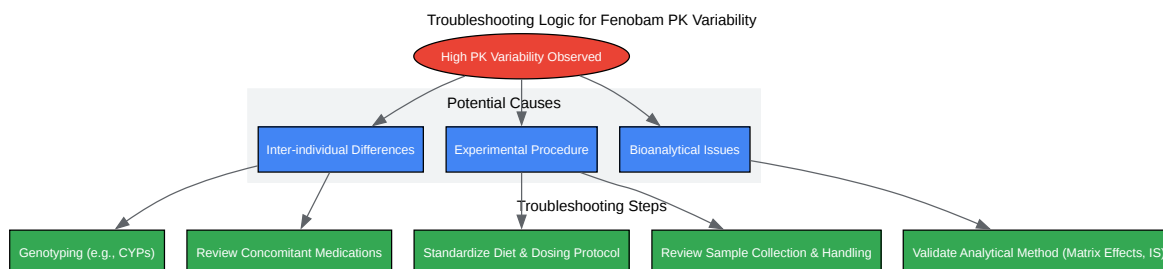 Troubleshooting Logic for Fenobam PK Variability
High PK Variability Observed
Potential Causes
Inter-individual Differences
Experimental Procedure
Bioanalytical Issues
Troubleshooting Steps
Genotyping (e.g., CYPs)
Review Concomitant Medications
Standardize Diet & Dosing Protocol
Review Sample Collection & Handling
Validate Analytical Method (Matrix Effects, IS)